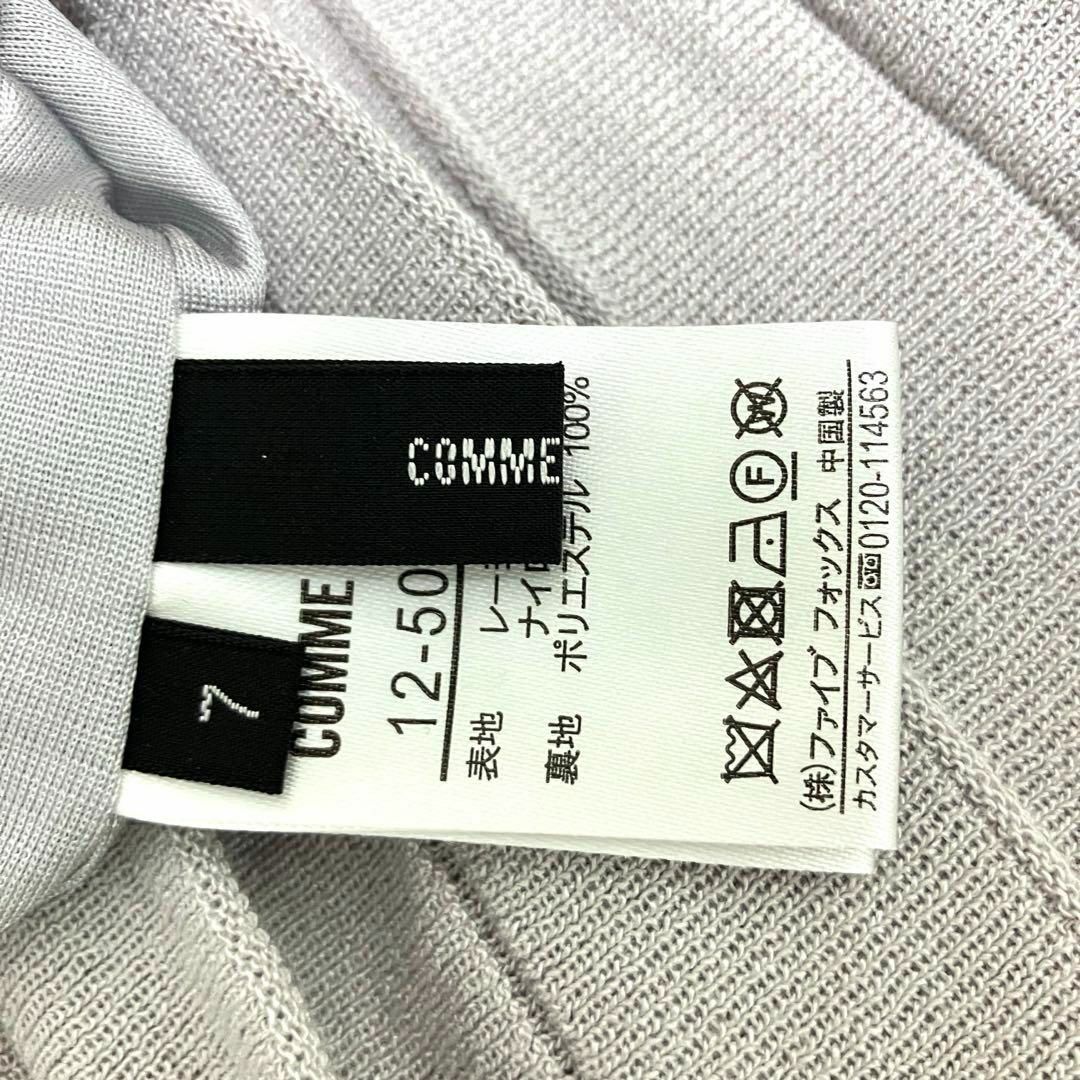 COMME
7
COMME
12-50
表地 レー
ナイロ
裏地 ポリエステル 100%
F W
(株)ファイブ フォックス 中国製
カスタマーサービス 0120-114563